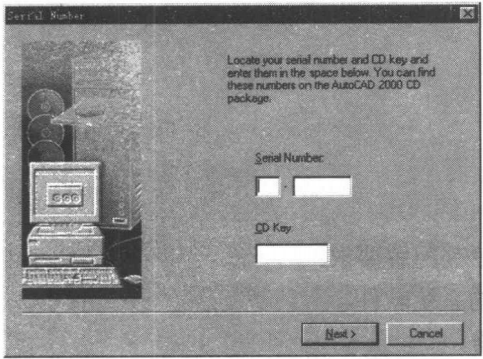 Serial Number
Locate your serial number and CD key and
enter them in the space below. You can find
these numbers on the AutoCAD 2000 CD
package.
Serial Number:
-
CD Key
Next >
Cancel